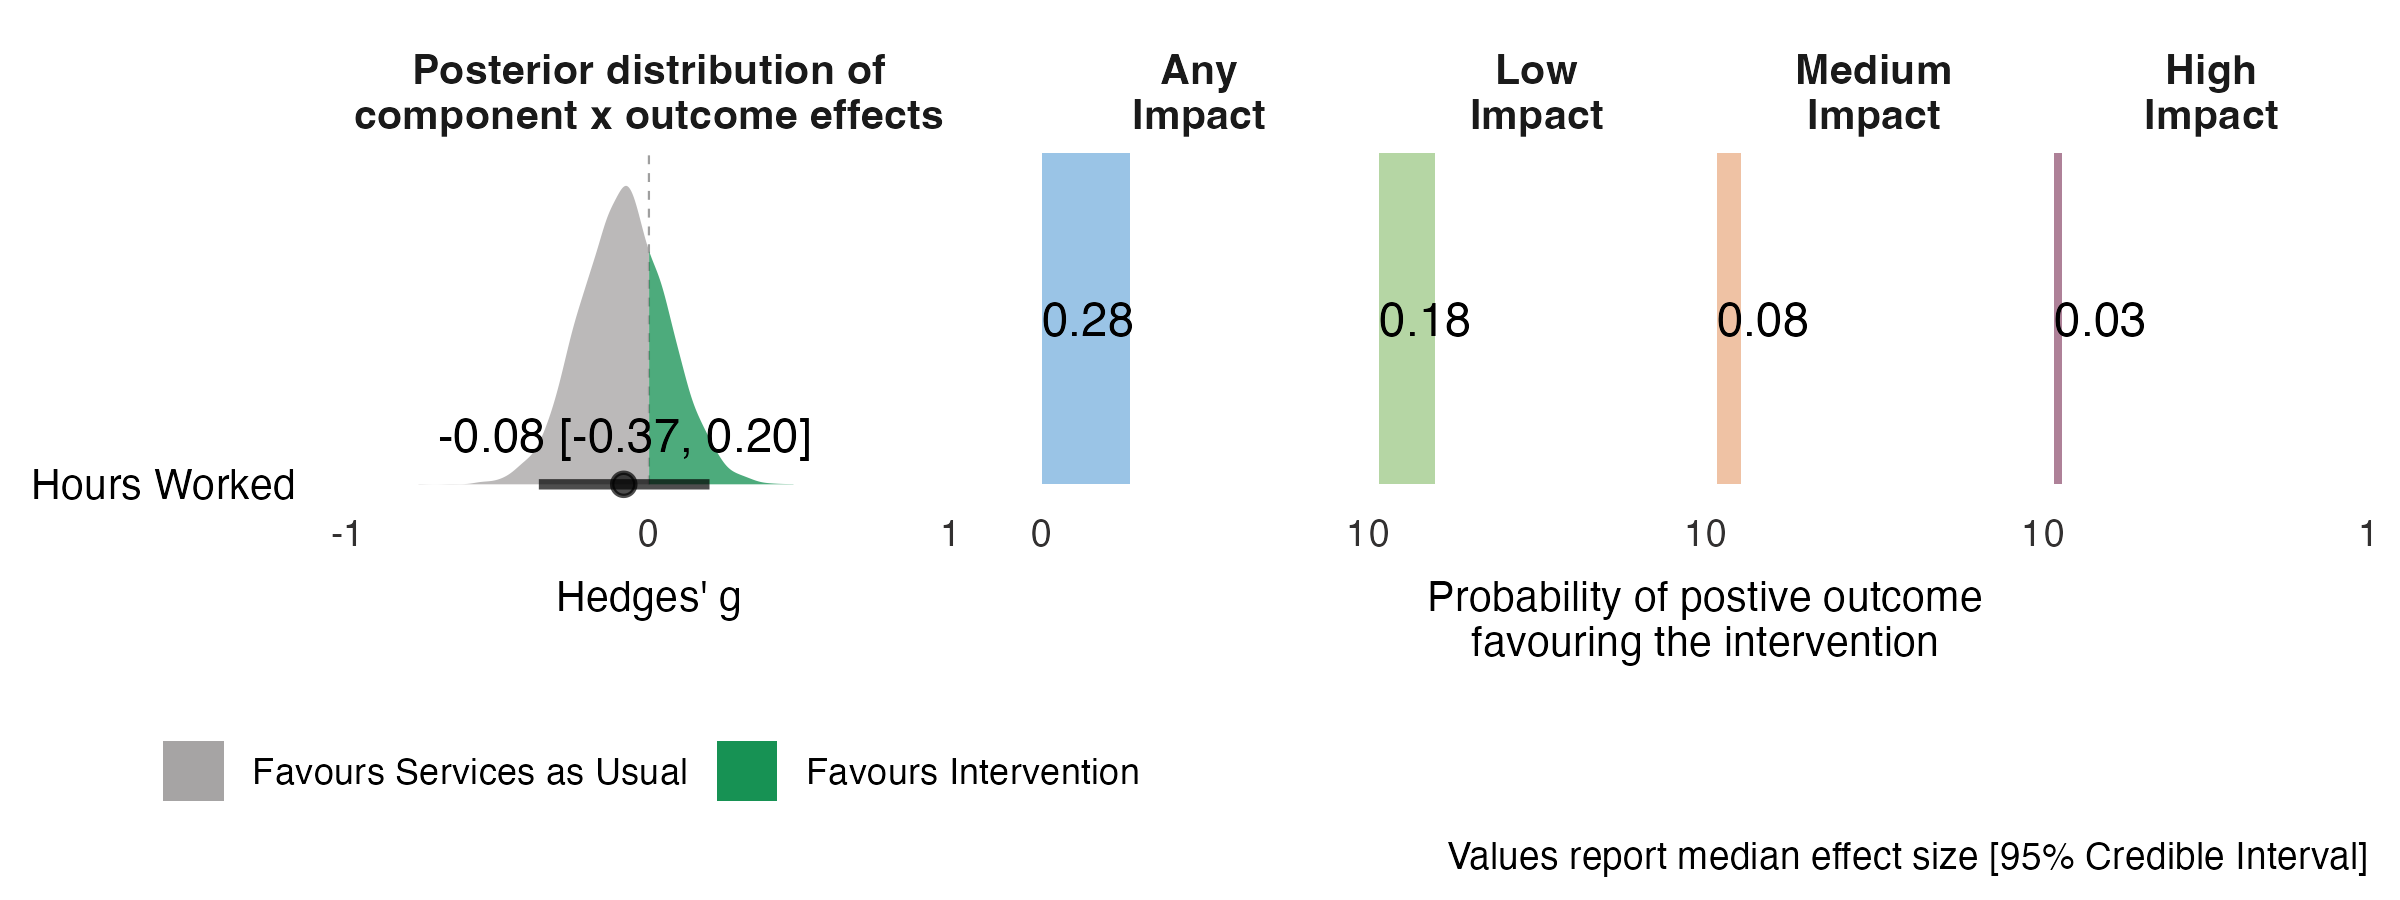 Posterior distribution of
component x outcome effects
Any
Impact
Low
Impact
Medium
Impact
High
Impact
0.28
0.18
0.08
0.03
-0.08 [-0.37, 0.20]
Hours Worked
-1 0 1 0 10 10 10 1
Hedges' g
Probability of postive outcome
favouring the intervention
Favours Services as Usual
Favours Intervention
Values report median effect size [95% Credible Interval]